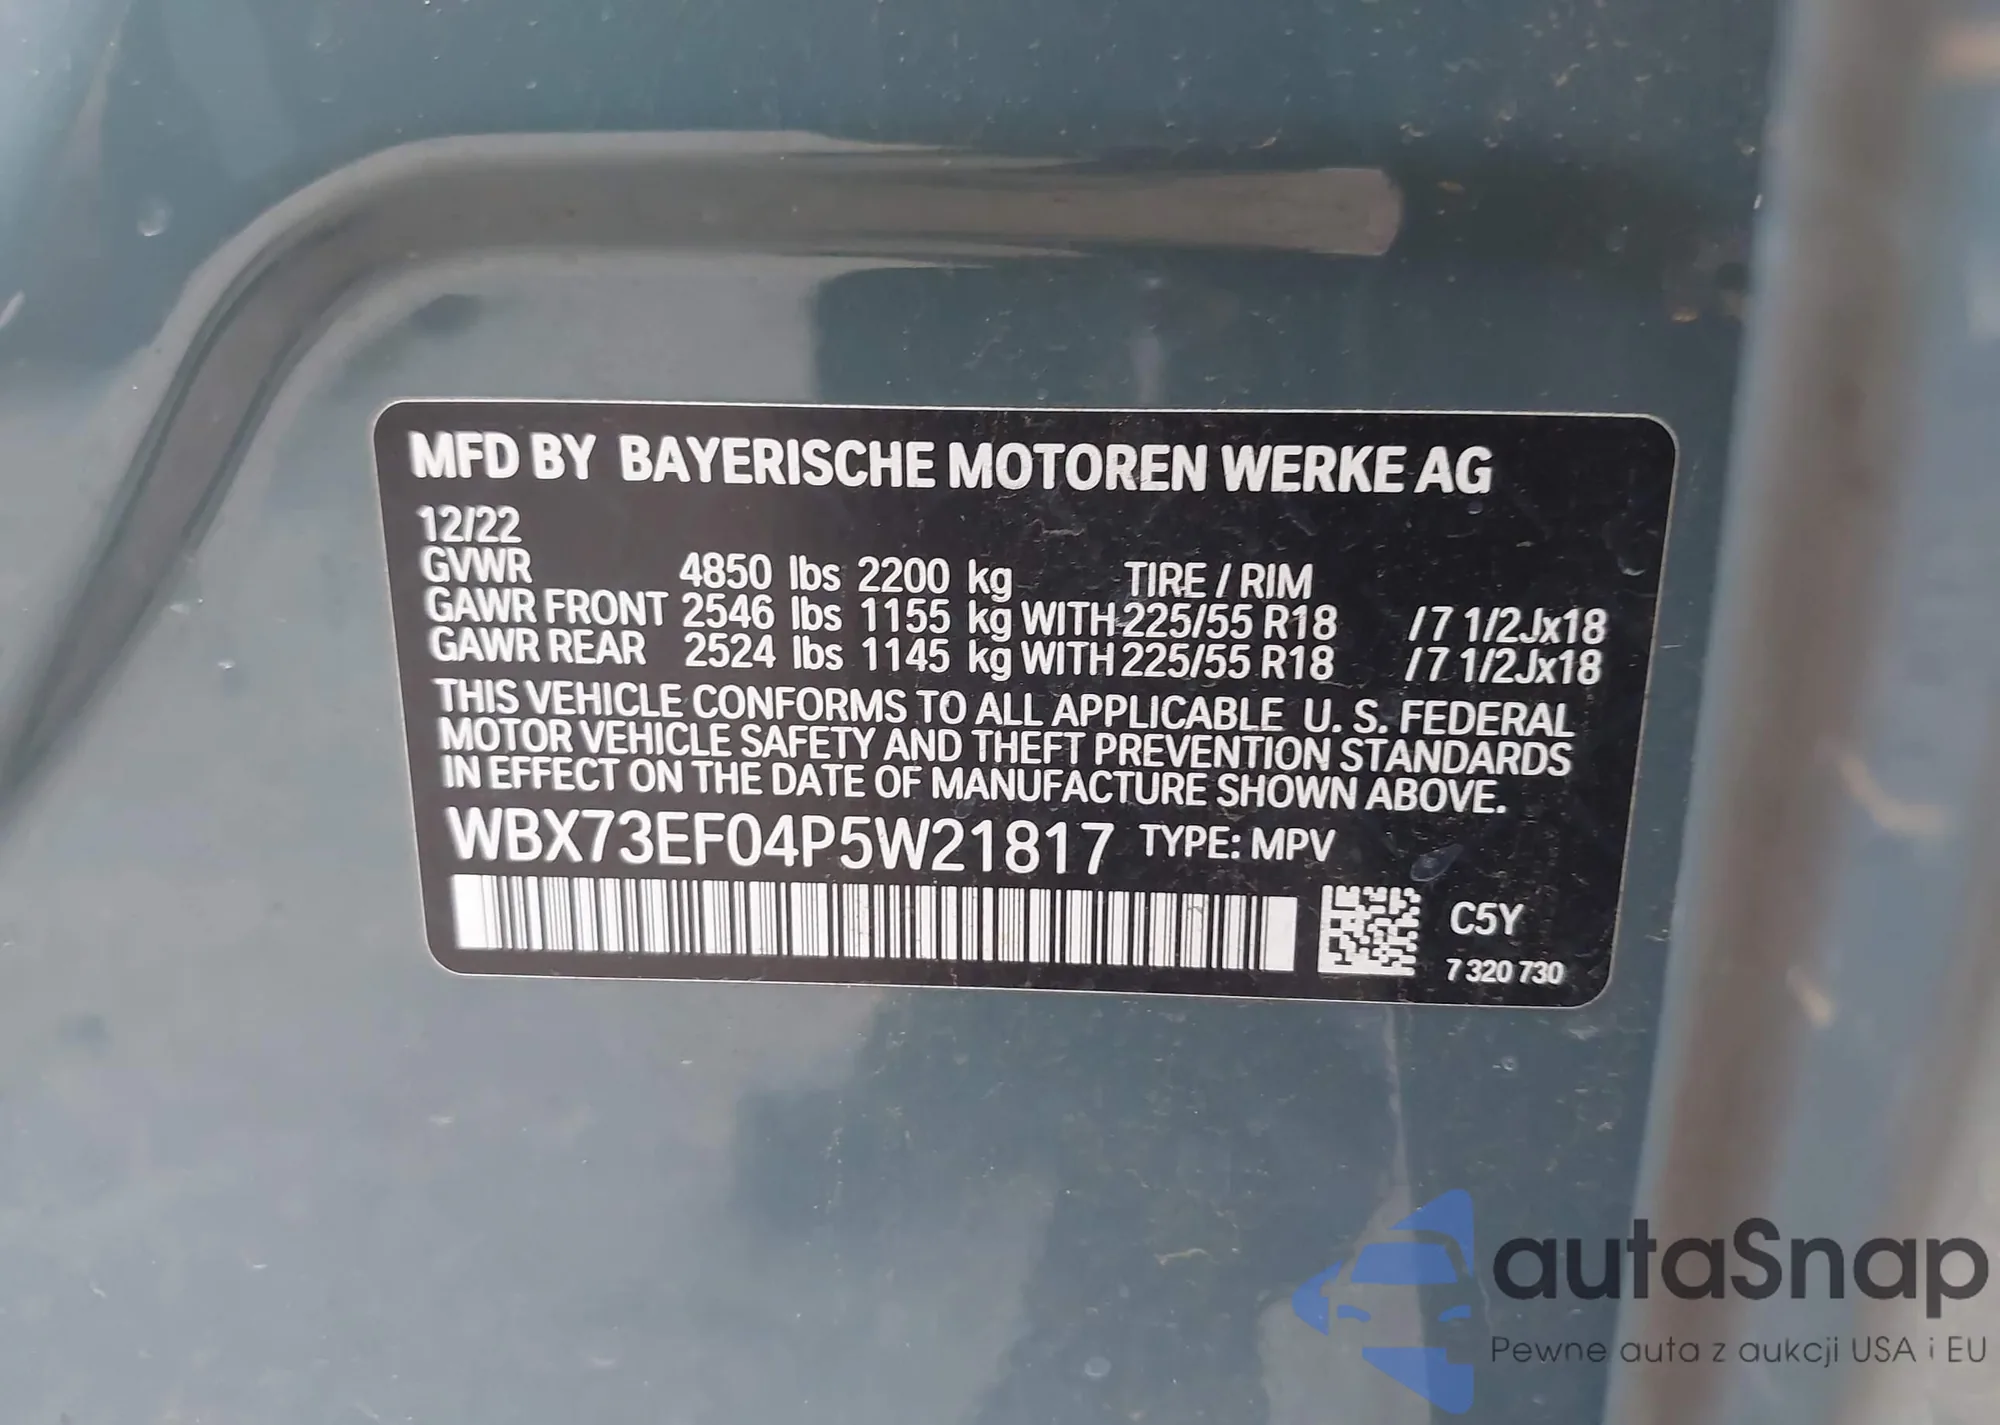 MFD BY BAYERISCHE MOTOREN WERKE AG
12/22
GVWR 4850 lbs 2200 kg TIRE / RIM
GAWR FRONT 2546 lbs 1155 kg WITH 225/55 R18 /7 1/2Jx18
GAWR REAR 2524 lbs 1145 kg WITH 225/55 R18 /7 1/2Jx18
THIS VEHICLE CONFORMS TO ALL APPLICABLE U. S. FEDERAL
MOTOR VEHICLE SAFETY AND THEFT PREVENTION STANDARDS
IN EFFECT ON THE DATE OF MANUFACTURE SHOWN ABOVE.
WBX73EF04P5W21817 TYPE: MPV
C5Y
7 320 730
autaSnap
Pewne auta z aukcji USA i EU